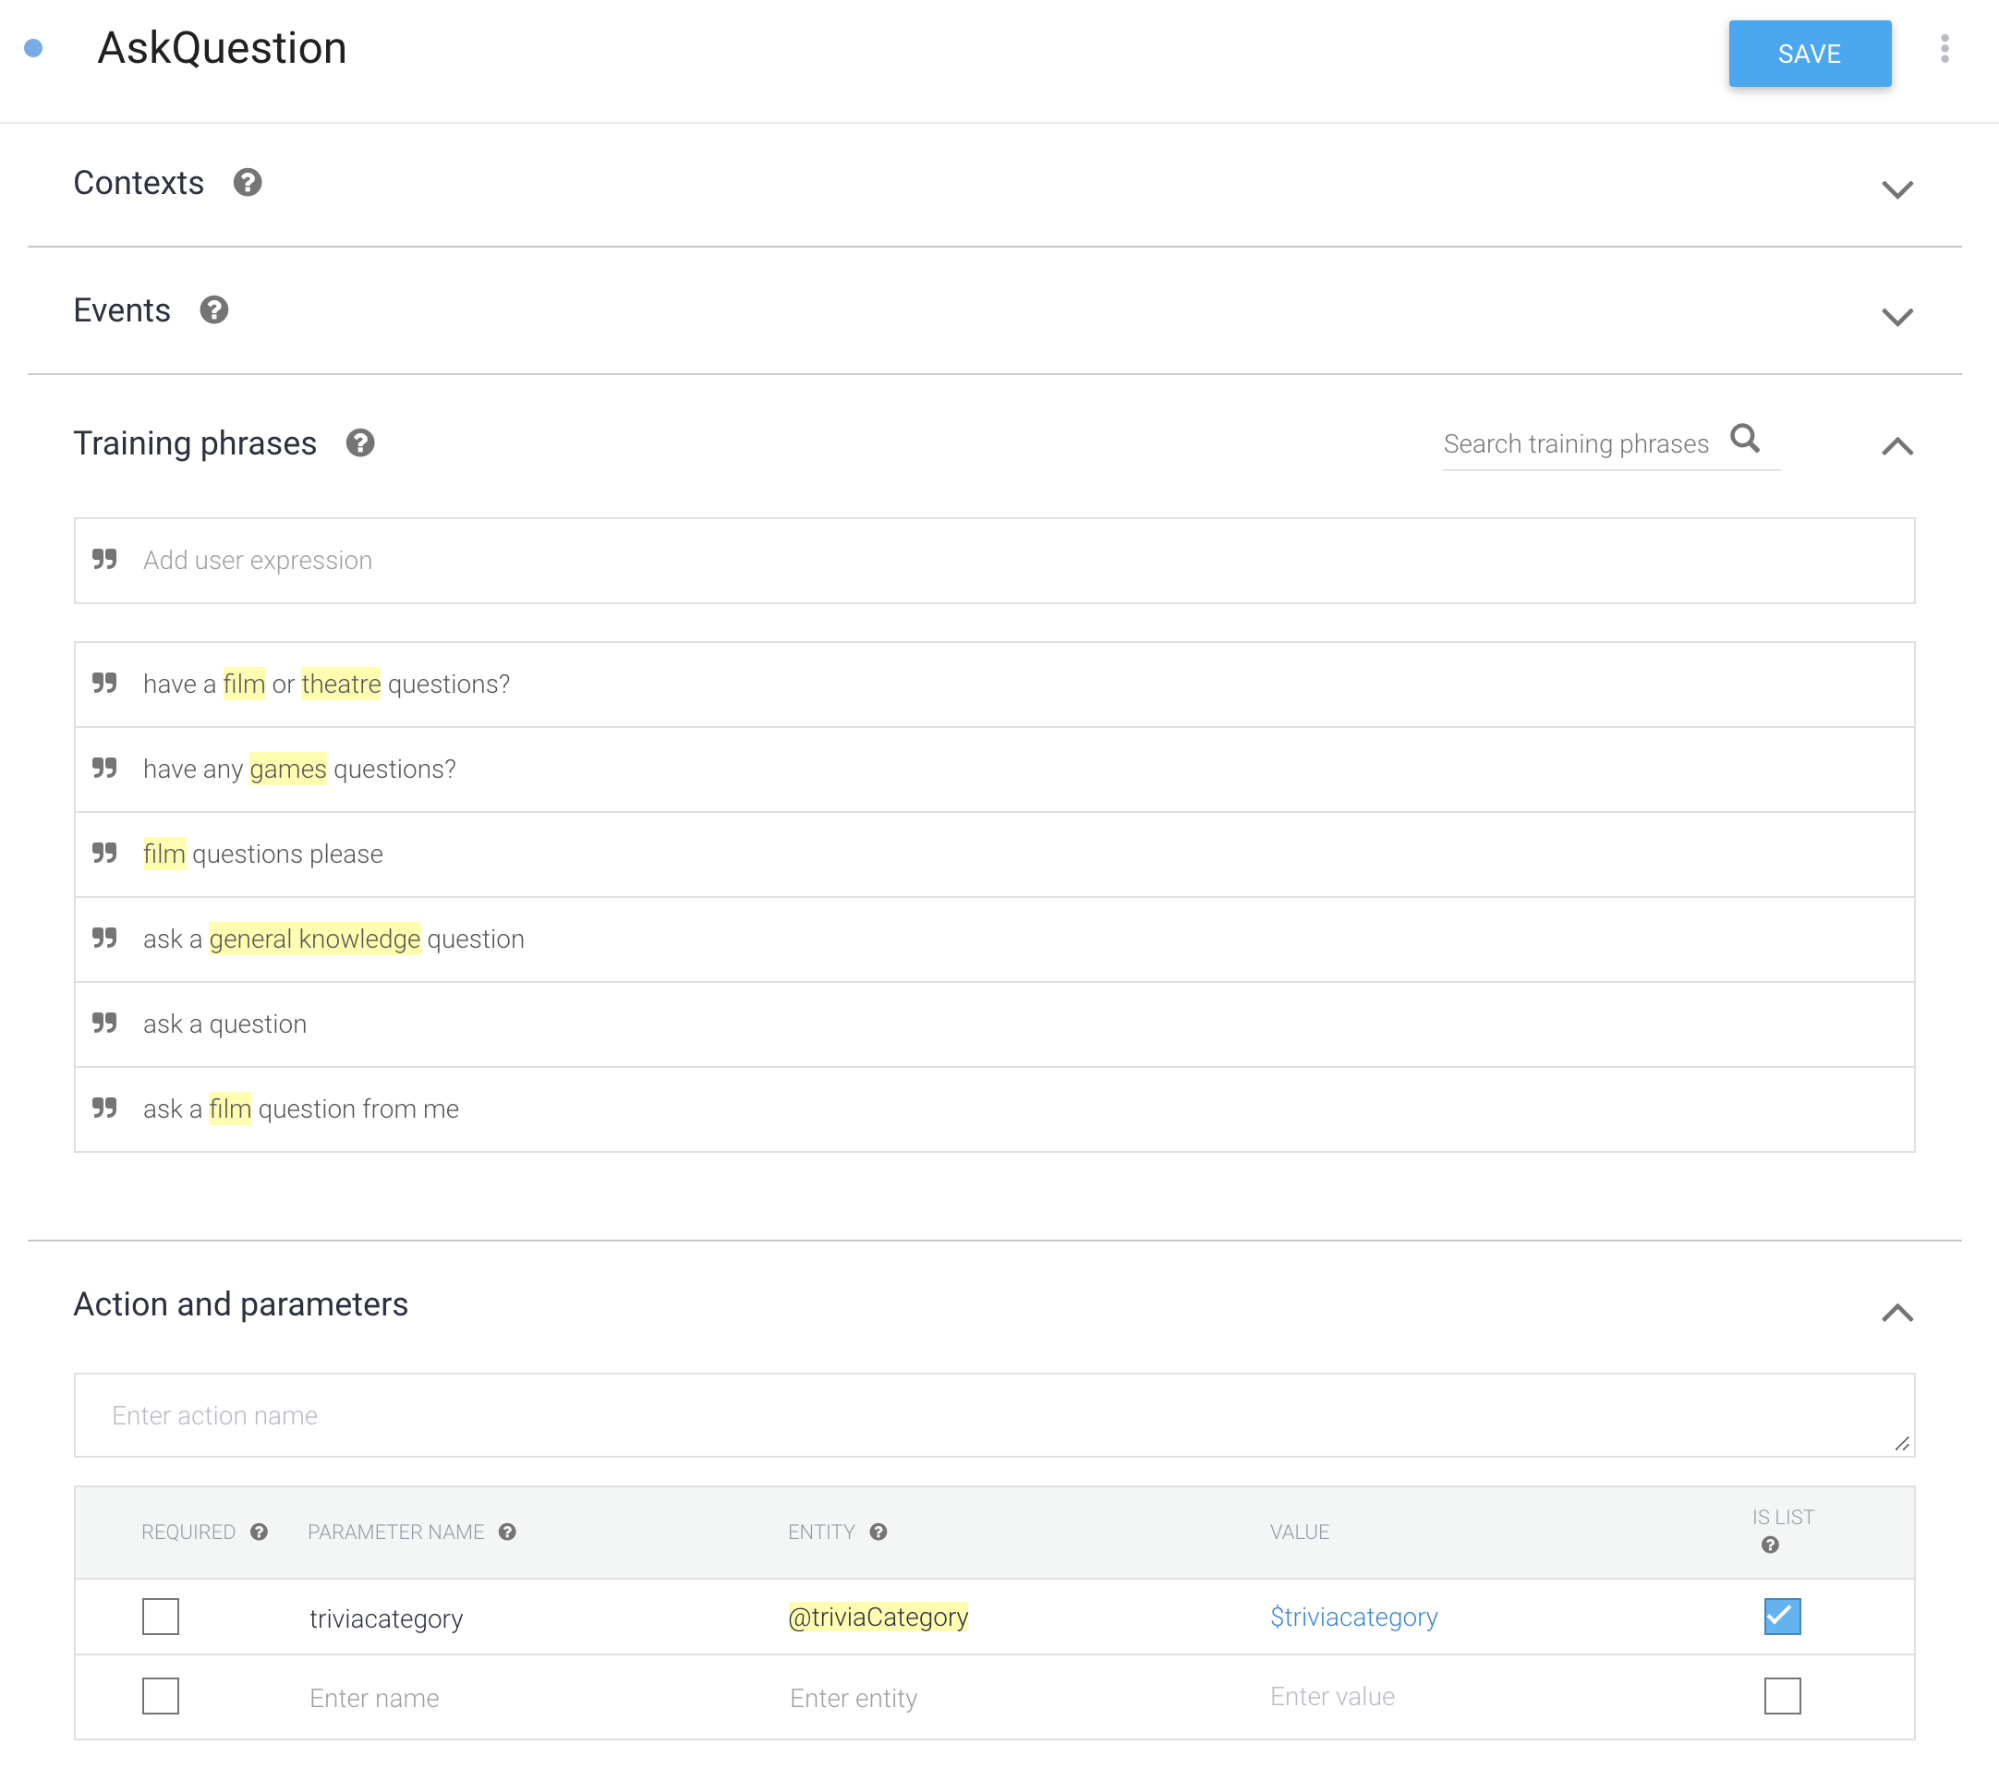 AskQuestion
SAVE
Contexts
Events
Training phrases
Search training phrases
Add user expression
have a film or theatre questions?
have any games questions?
film questions please
ask a general knowledge question
ask a question
ask a film question from me
Action and parameters
Enter action name
REQUIRED PARAMETER NAME ENTITY VALUE IS LIST
triviacategory @triviaCategory $triviacategory
Enter name Enter entity Enter value